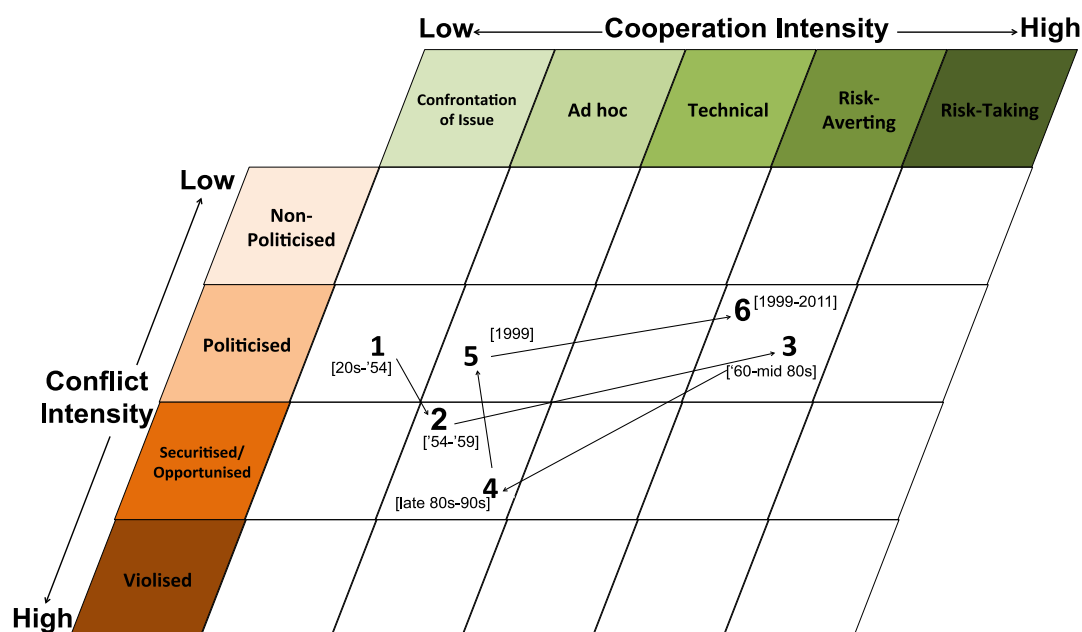 Low
Cooperation Intensity
High
Confrontation
of Issue
Ad hoc
Technical
Risk-
Averting
Risk-Taking
Low
Non-
Politicised
Politicised
1
[20s-'54]
5
[1999]
6
[1999-2011]
3
['60-mid 80s]
Conflict
Intensity
Securitised/
Opportunised
2
['54-'59]
4
[late 80s-90s]
Violised
High